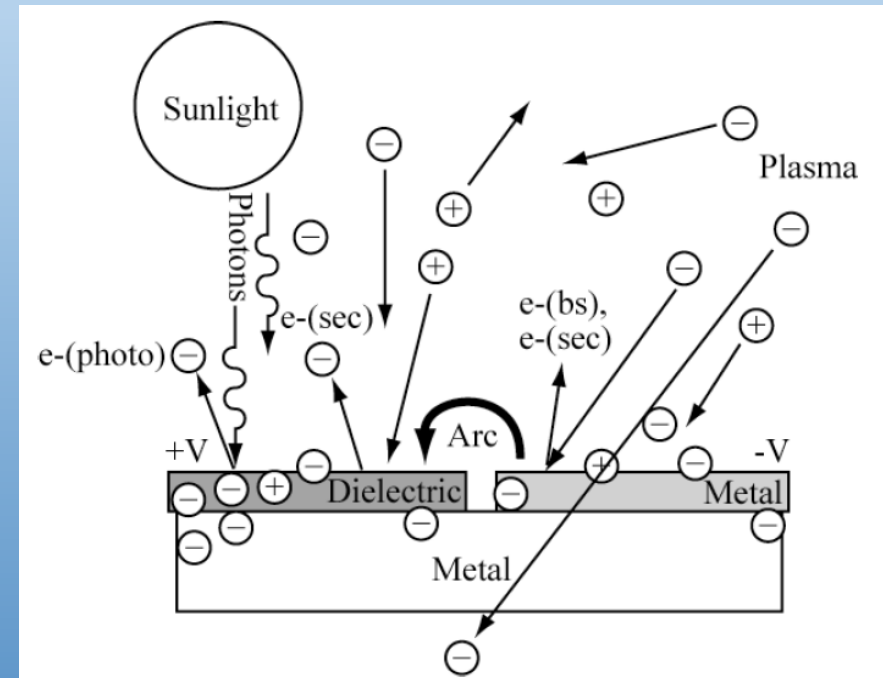 Sunlight
Plasma
Photons
e-(sec)
e-(bs),
e-(sec)
e-(photo)
+V
Arc
-V
Dielectric
Metal
Metal